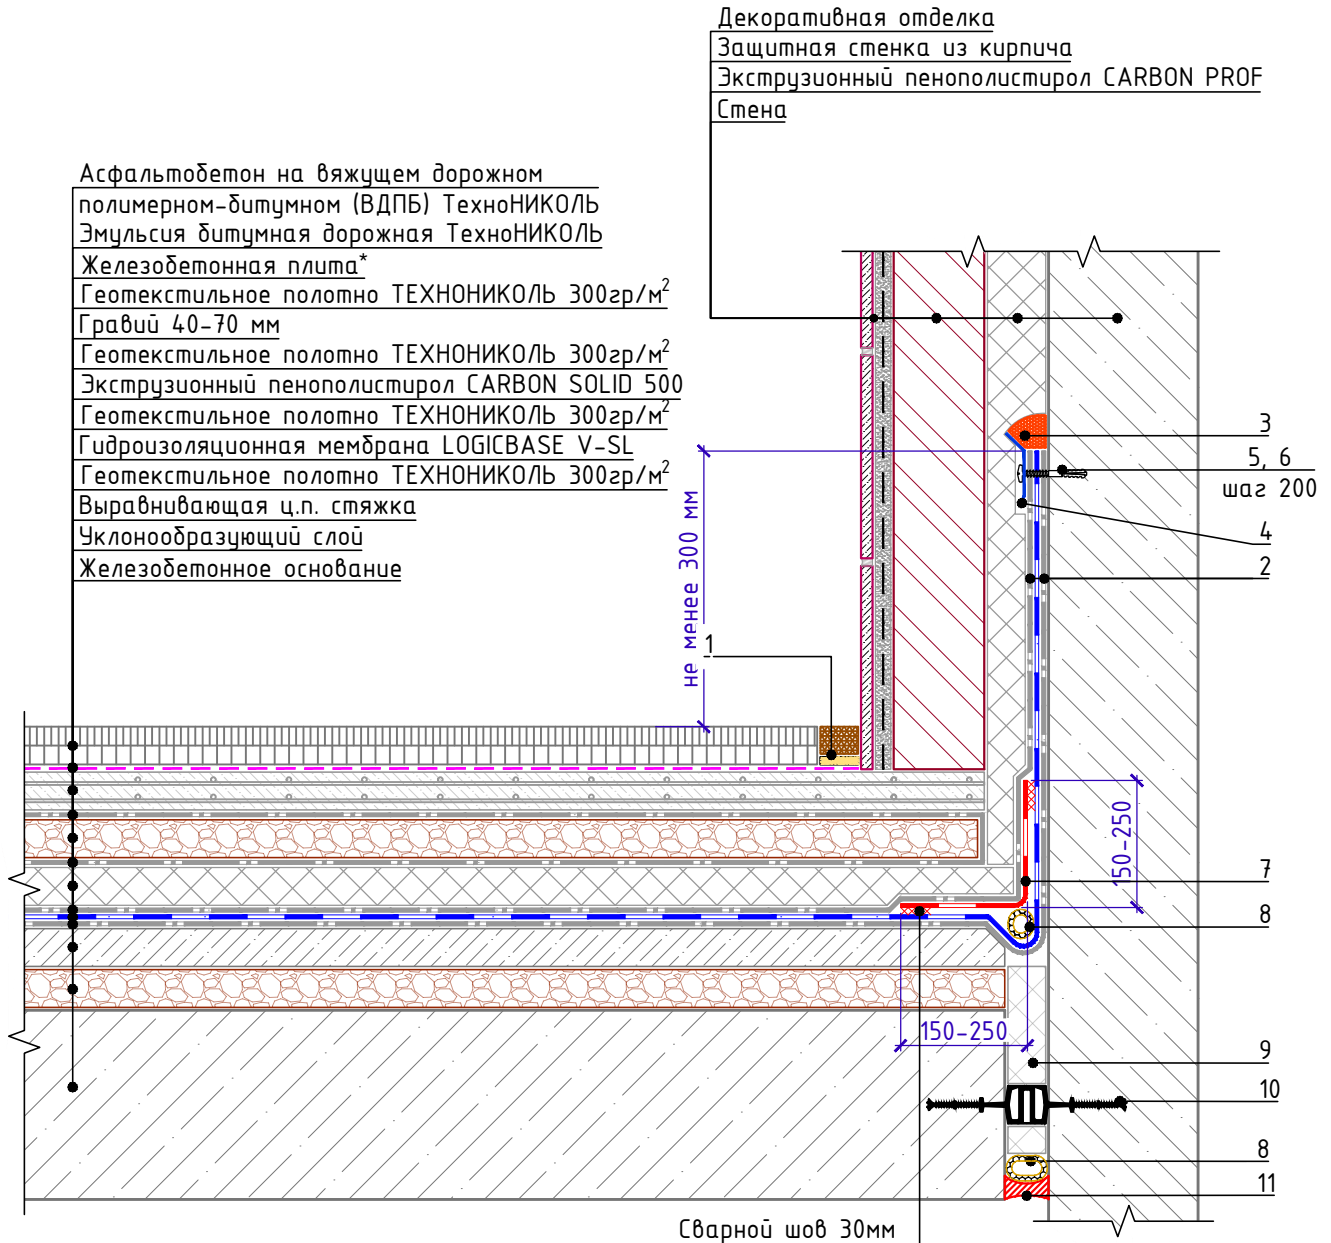 Декоративная отделка
Защитная стенка из кирпича
Экструзионный пенополистирол CARBON PROF
Стена
Асфальтобетон на вяжущем дорожном
полимерном-битумном (ВДПБ) ТехноНИКОЛЬ
Эмульсия битумная дорожная ТехноНИКОЛЬ
Железобетонная плита*
Геотекстильное полотно ТЕХНОНИКОЛЬ 300гр/м²
Гравий 40-70 мм
Геотекстильное полотно ТЕХНОНИКОЛЬ 300гр/м²
Экструзионный пенополистирол CARBON SOLID 500
Геотекстильное полотно ТЕХНОНИКОЛЬ 300гр/м²
Гидроизоляционная мембрана LOGICBASE V-SL
Геотекстильное полотно ТЕХНОНИКОЛЬ 300гр/м²
Выравнивающая ц.п. стяжка
Уклонообразующий слой
Железобетонное основание
не менее 300 мм
1
3
5, 6
шаг 200
4
2
150-250
7
8
150-250
9
10
8
11
Сварной шов 30мм